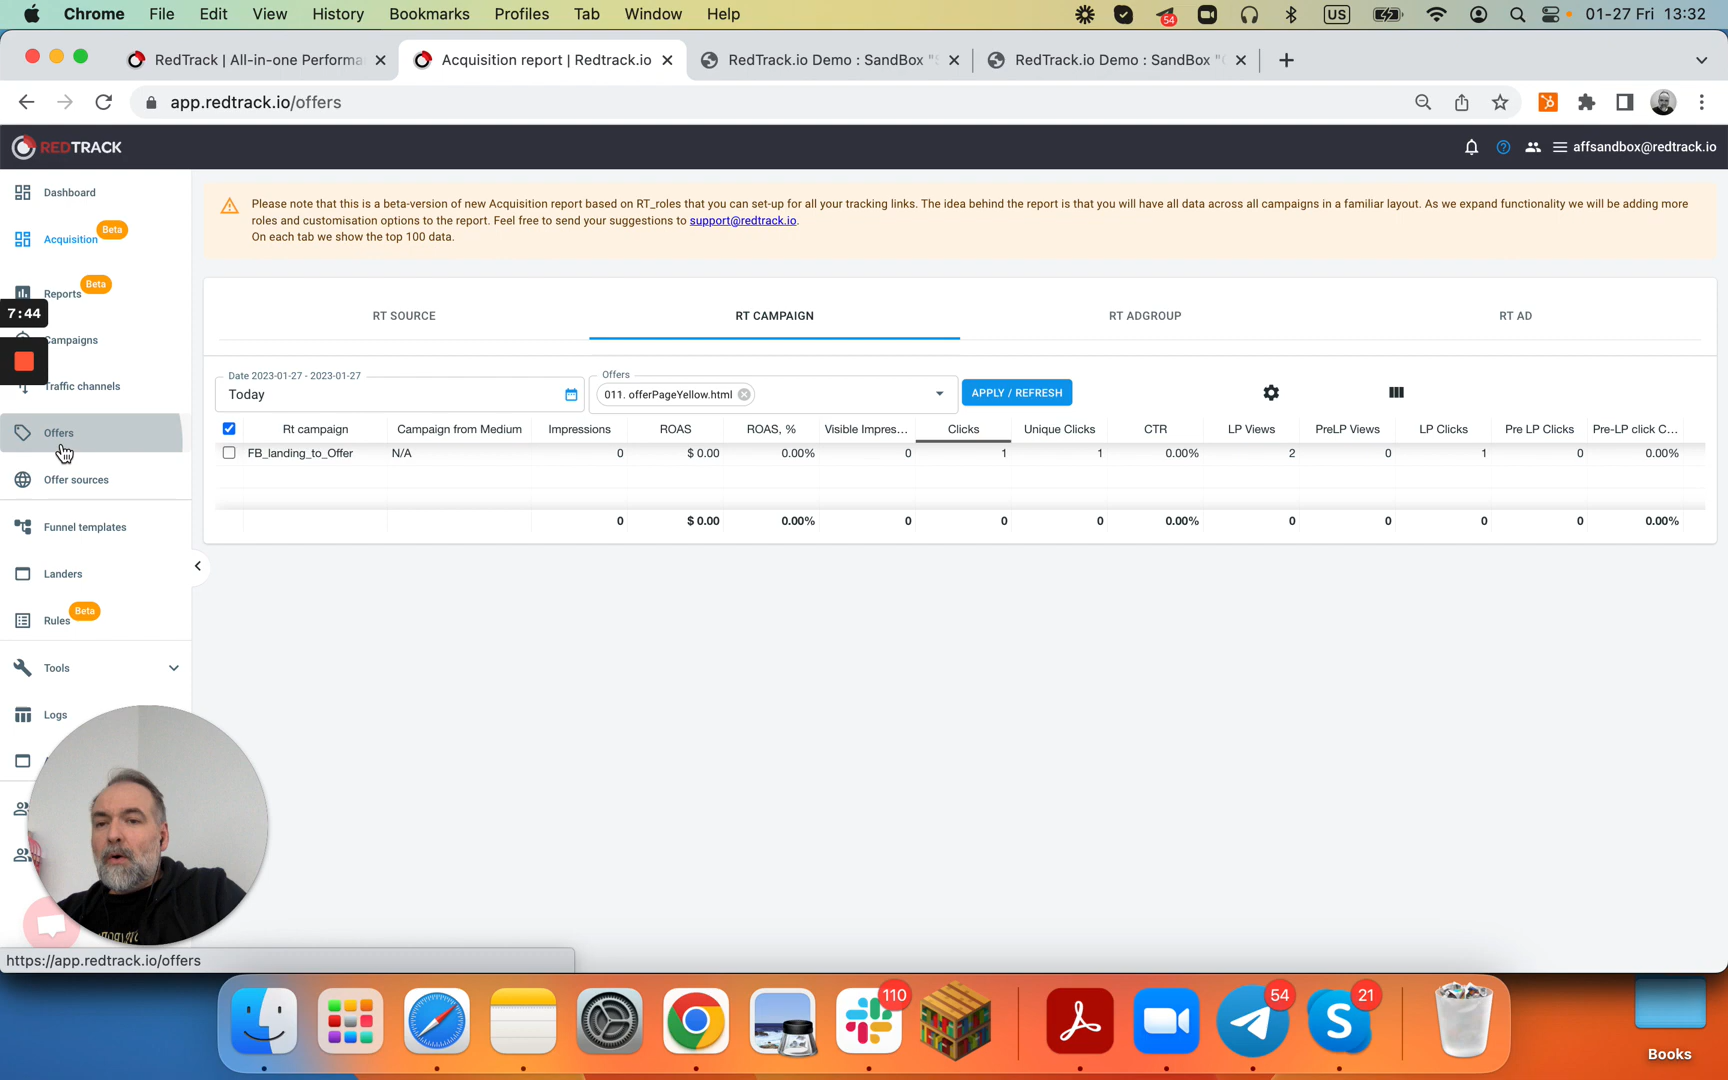 Chrome File Edit View History Bookmarks Profiles Tab Window Help
54
US
01-27 Fri 13:32
RedTrack | All-in-one Performa
Acquisition report | Redtrack.io
RedTrack.io Demo : SandBox "S
RedTrack.io Demo : SandBox "C
app.redtrack.io/offers
REDTRACK
affsandbox@redtrack.io
Dashboard
Acquisition Beta
Reports Beta
7:44
Campaigns
Traffic channels
Offers
Offer sources
Funnel templates
Landers
Rules Beta
Tools
Logs
Please note that this is a beta-version of new Acquisition report based on RT_roles that you can set-up for all your tracking links. The idea behind the report is that you will have all data across all campaigns in a familiar layout. As we expand functionality we will be adding more
roles and customisation options to the report. Feel free to send your suggestions to support@redtrack.io.
On each tab we show the top 100 data.
RT SOURCE RT CAMPAIGN RT ADGROUP RT AD
Date 2023-01-27 - 2023-01-27
Today
Offers
011. offerPageYellow.html
APPLY / REFRESH
Rt campaign Campaign from Medium Impressions ROAS ROAS, % Visible Impres... Clicks Unique Clicks CTR LP Views PreLP Views LP Clicks Pre LP Clicks Pre-LP click C...
FB_landing_to_Offer N/A 0 $ 0.00 0.00% 0 1 1 0.00% 2 0 1 0 0.00%
0 $ 0.00 0.00% 0 0 0 0.00% 0 0 0 0 0.00%
https://app.redtrack.io/offers
110
54
21
Books